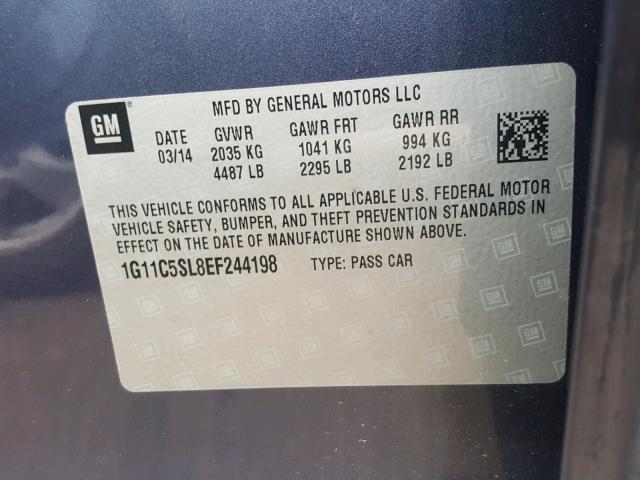 GM
MFD BY GENERAL MOTORS LLC
DATE GVWR GAWR FRT GAWR RR
03/14 2035 KG 1041 KG 994 KG
4487 LB 2295 LB 2192 LB
THIS VEHICLE CONFORMS TO ALL APPLICABLE U.S. FEDERAL MOTOR
VEHICLE SAFETY, BUMPER, AND THEFT PREVENTION STANDARDS IN
EFFECT ON THE DATE OF MANUFACTURE SHOWN ABOVE.
1G11C5SL8EF244198 TYPE: PASS CAR